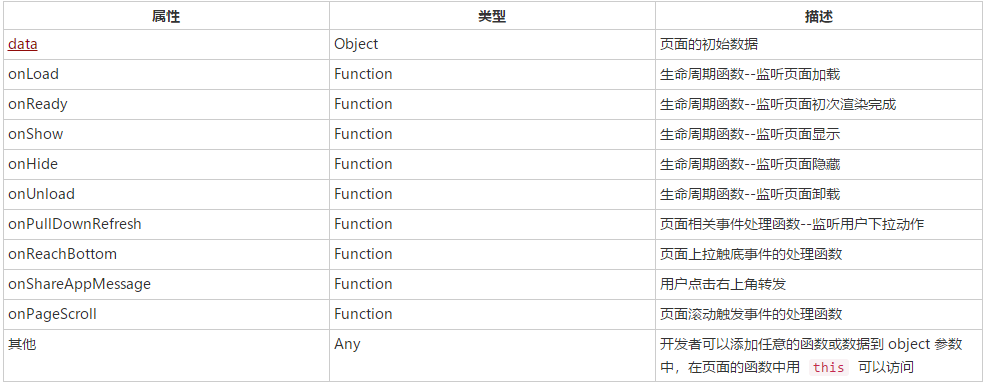 属性 类型 描述
data Object 页面的初始数据
onLoad Function 生命周期函数--监听页面加载
onReady Function 生命周期函数--监听页面初次渲染完成
onShow Function 生命周期函数--监听页面显示
onHide Function 生命周期函数--监听页面隐藏
onUnload Function 生命周期函数--监听页面卸载
onPullDownRefresh Function 页面相关事件处理函数--监听用户下拉动作
onReachBottom Function 页面上拉触底事件的处理函数
onShareAppMessage Function 用户点击右上角转发
onPageScroll Function 页面滚动触发事件的处理函数
其他 Any 开发者可以添加任意的函数或数据到 object 参数
中，在页面的函数中用 this 可以访问